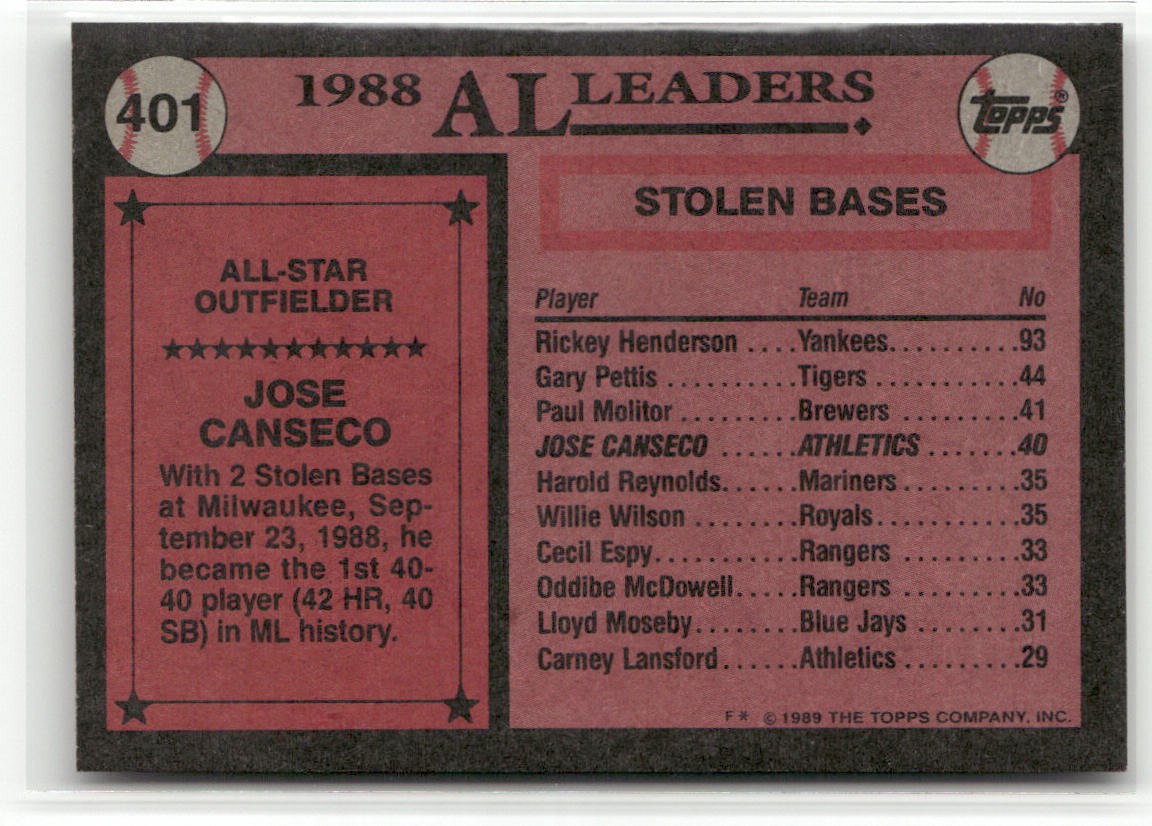 401
1988 AL LEADERS
topps®
ALL-STAR
OUTFIELDER
JOSE
CANSECO
With 2 Stolen Bases
at Milwaukee, Sep-
tember 23, 1988, he
became the 1st 40-
40 player (42 HR, 40
SB) in ML history.
STOLEN BASES
Player Team No
Rickey Henderson ....Yankees..........93
Gary Pettis ..........Tigers ...........44
Paul Molitor .........Brewers .........41
JOSE CANSECO ......ATHLETICS .......40
Harold Reynolds......Mariners .........35
Willie Wilson ........Royals...........35
Cecil Espy...........Rangers .........33
Oddibe McDowell.....Rangers .........33
Lloyd Moseby........Blue Jays ........31
Carney Lansford......Athletics .........29
F* © 1989 THE TOPPS COMPANY, INC.